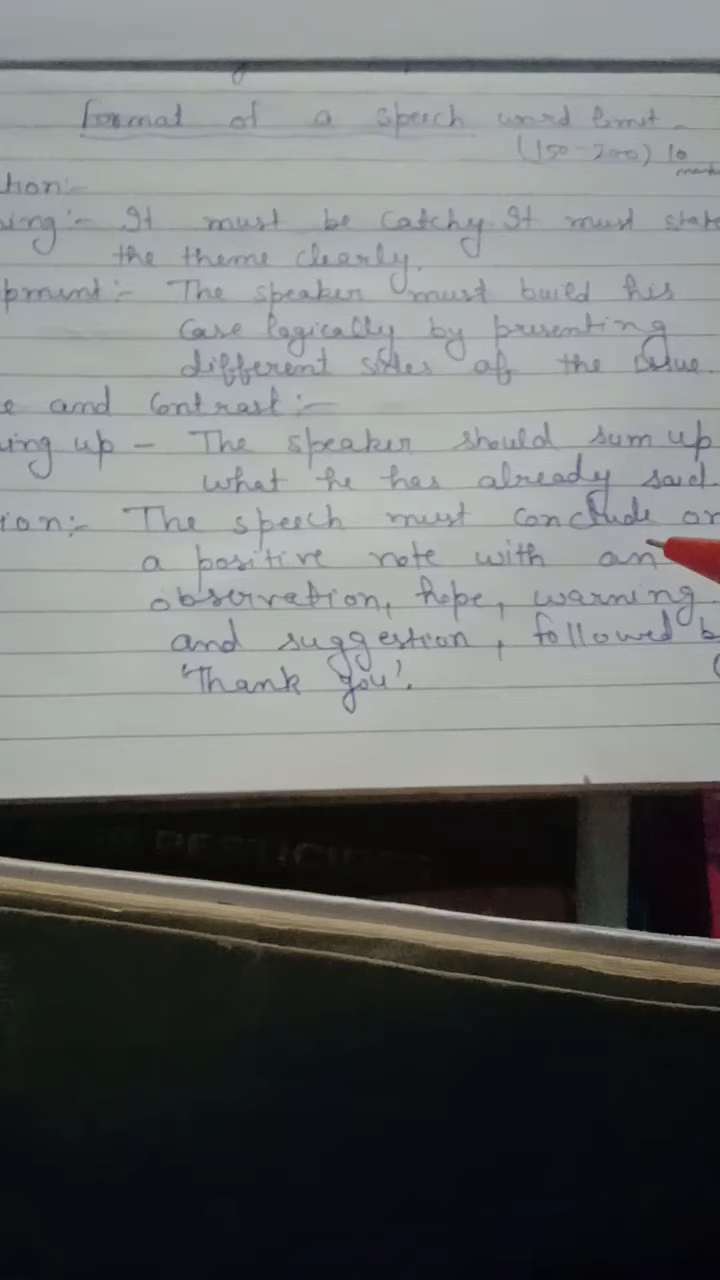 Format of a speech word limit
(150-200) 10
tion:-
ing:- It must be catchy. It must state
the theme clearly.
pment:- The speaker must build his
case logically by presenting
different sides of the issue.
e and Contrast:-
ing up - The speaker should sum up
what he has already said.
ion:- The speech must conclude on
a positive note with an
observation, hope, warning
and suggestion, followed b
'Thank you'.
PESTICIDES